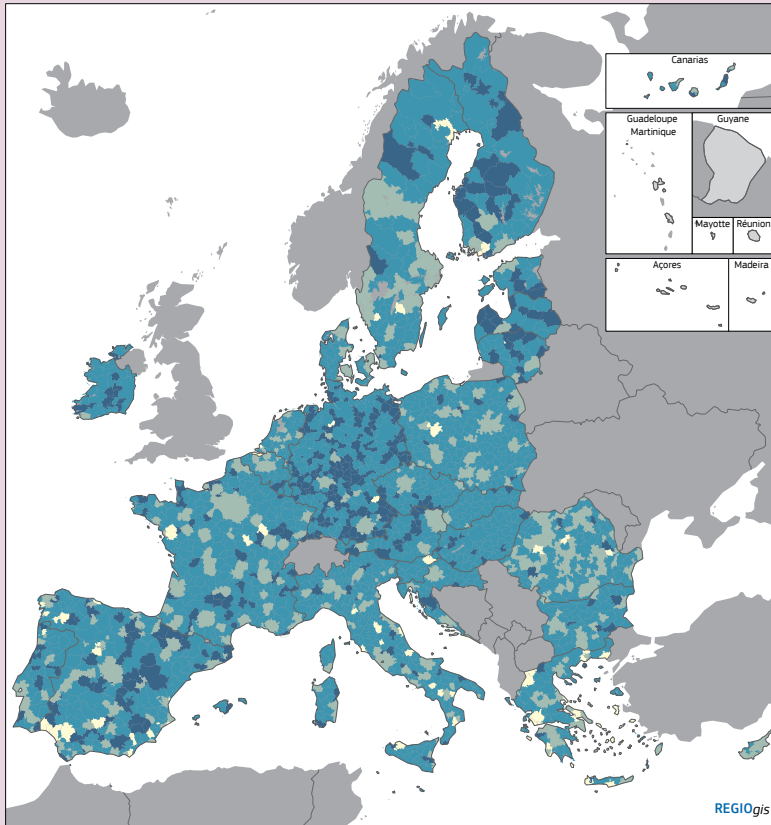 Canarias
Guadeloupe
Martinique
Guyane
Mayotte
Réunion
Açores
Madeira
REGIOgis